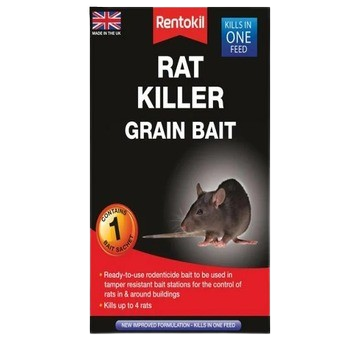 Rentokil
MADE IN THE UK
KILLS IN
ONE
FEED
RAT
KILLER
GRAIN BAIT
CONTAINS
1
BAIT SACHET
• Ready-to-use rodenticide bait to be used in
tamper resistant bait stations for the control of
rats in & around buildings
• Kills up to 4 rats
NEW IMPROVED FORMULATION - KILLS IN ONE FEED